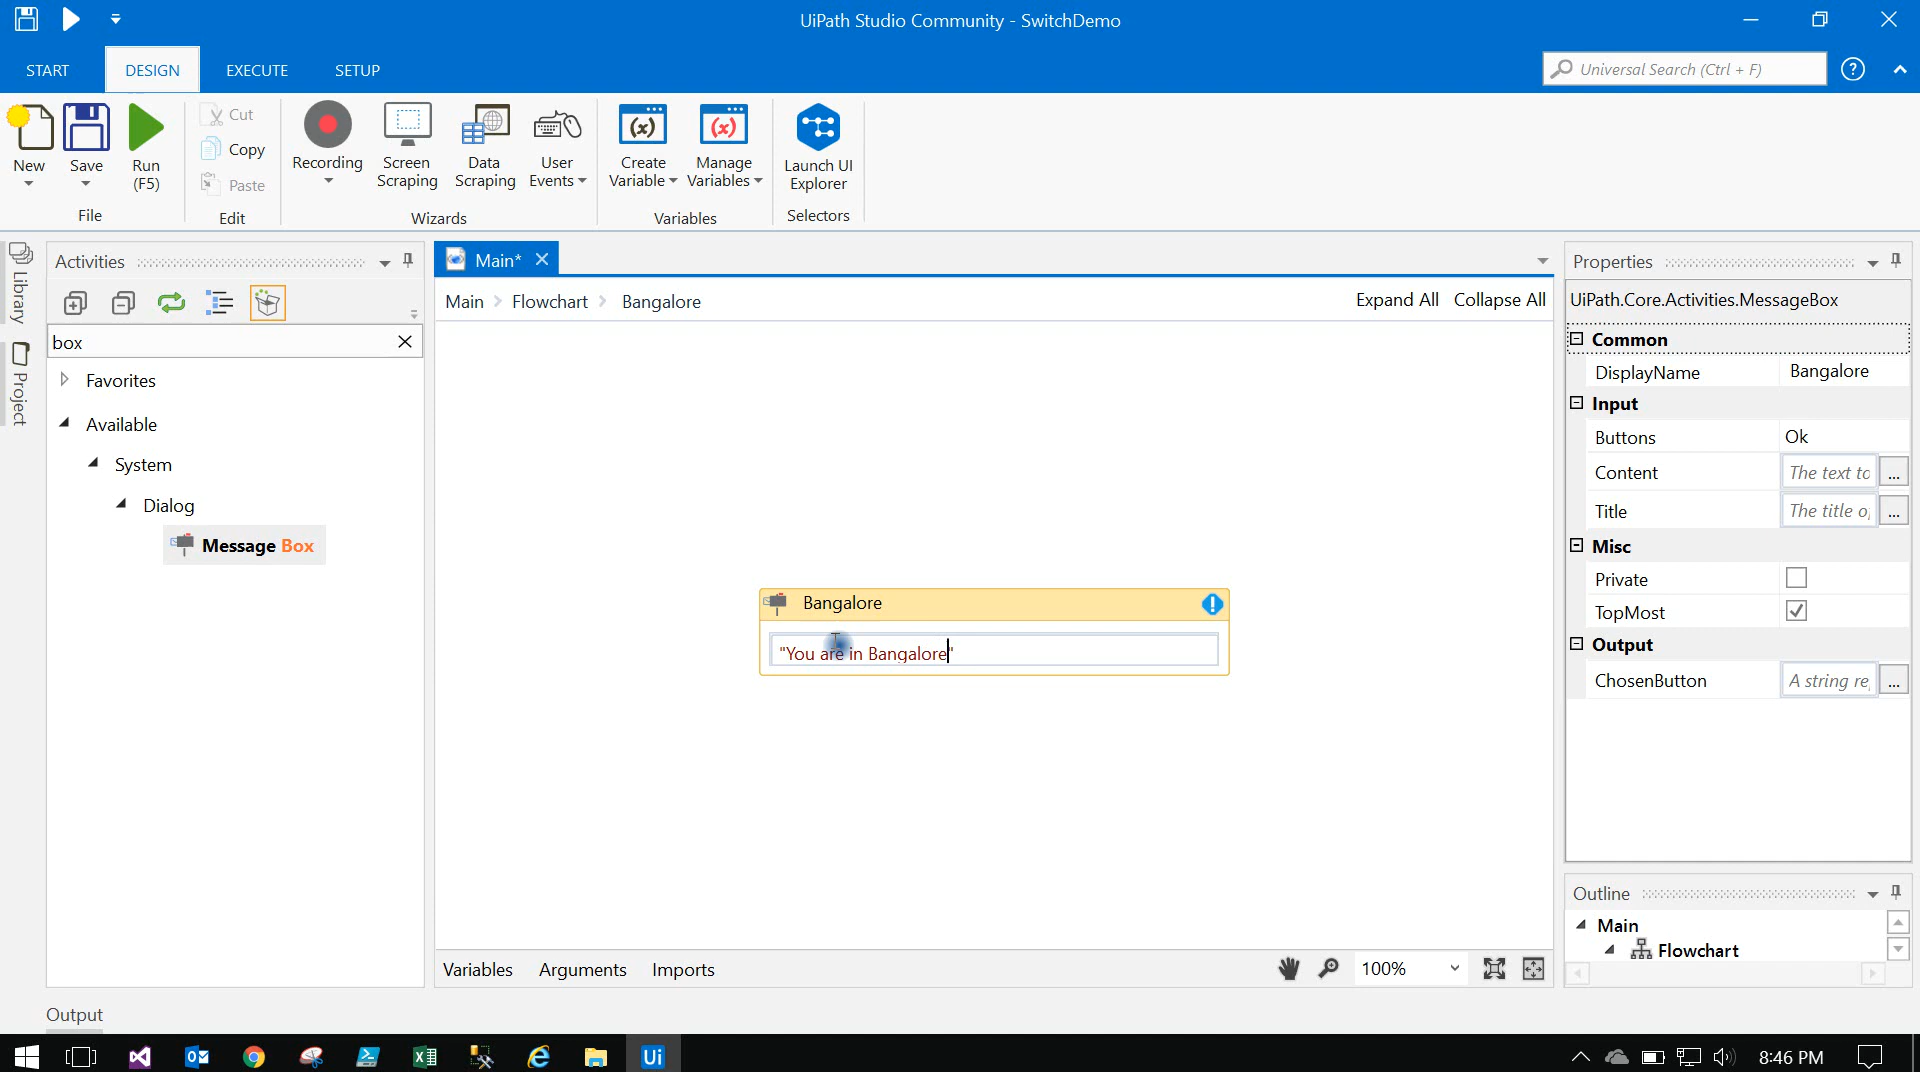 UiPath Studio Community - SwitchDemo
START
DESIGN
EXECUTE
SETUP
Universal Search (Ctrl + F)
New
Save
Run
(F5)
File
Cut
Copy
Paste
Edit
Recording
Screen
Scraping
Data
Scraping
User
Events
Wizards
Create
Variable
Manage
Variables
Variables
Launch UI
Explorer
Selectors
Library
Project
Activities
box
Favorites
Available
System
Dialog
Message Box
Main*
Main
Flowchart
Bangalore
Expand All
Collapse All
Bangalore
"You are in Bangalore"
Variables
Arguments
Imports
100%
Properties
UiPath.Core.Activities.MessageBox
Common
DisplayName
Bangalore
Input
Buttons
Ok
Content
The text to
...
Title
The title o
...
Misc
Private
TopMost
Output
ChosenButton
A string re
...
Outline
Main
Flowchart
Output
Ui
8:46 PM